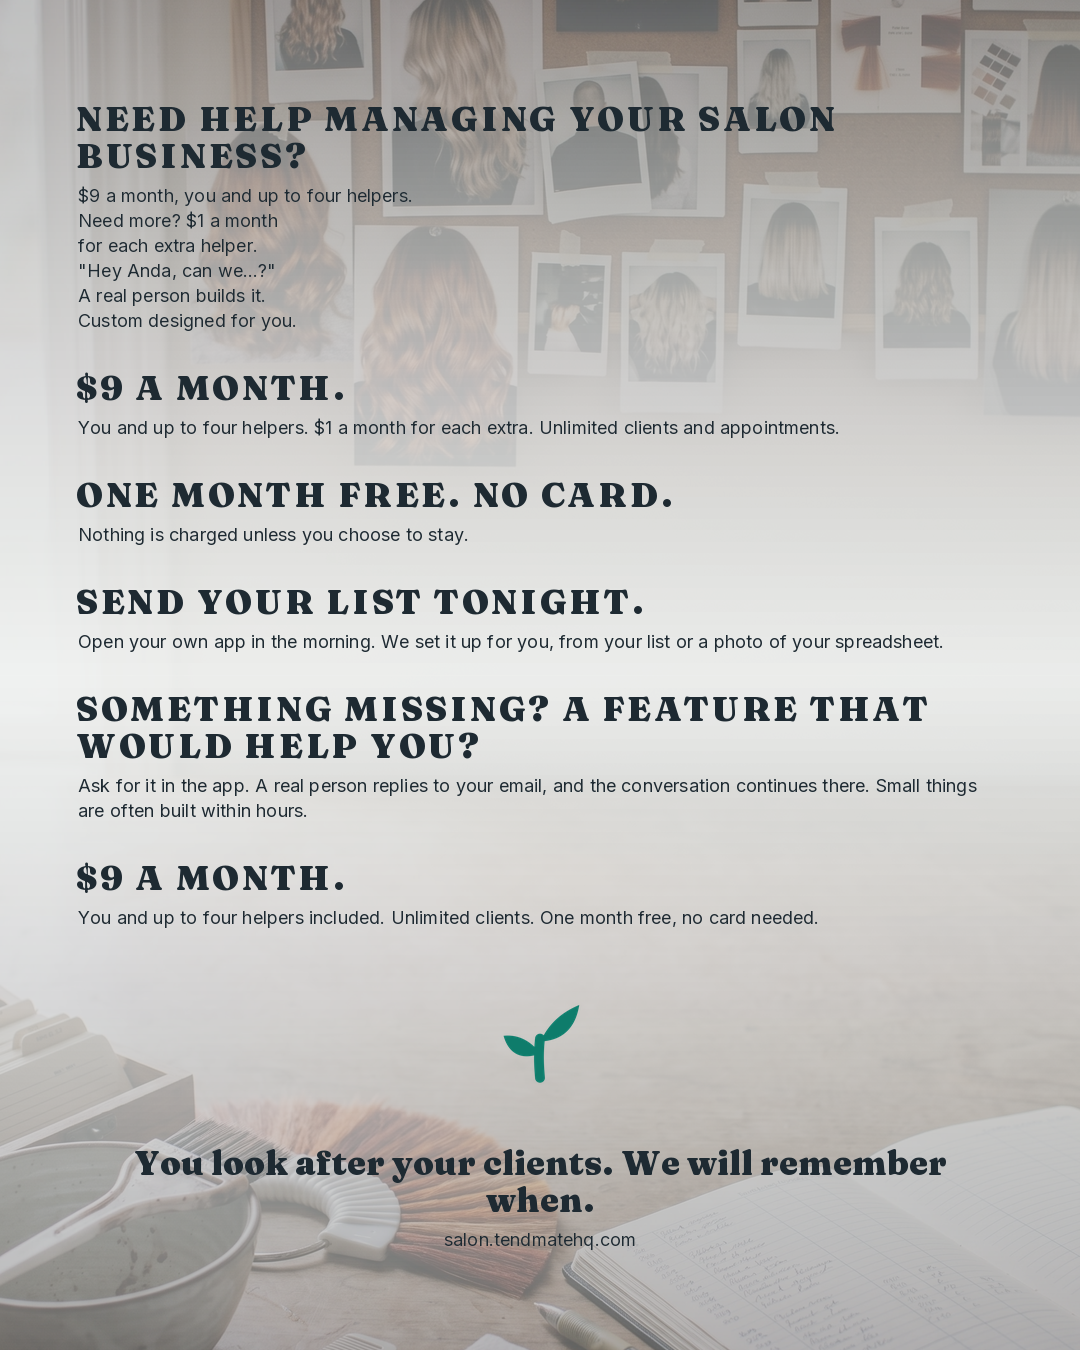 NEED HELP MANAGING YOUR SALON
BUSINESS?
$9 a month, you and up to four helpers.
Need more? $1 a month
for each extra helper.
"Hey Anda, can we...?"
A real person builds it.
Custom designed for you.
$9 A MONTH.
You and up to four helpers. $1 a month for each extra. Unlimited clients and appointments.
ONE MONTH FREE. NO CARD.
Nothing is charged unless you choose to stay.
SEND YOUR LIST TONIGHT.
Open your own app in the morning. We set it up for you, from your list or a photo of your spreadsheet.
SOMETHING MISSING? A FEATURE THAT
WOULD HELP YOU?
Ask for it in the app. A real person replies to your email, and the conversation continues there. Small things
are often built within hours.
$9 A MONTH.
You and up to four helpers included. Unlimited clients. One month free, no card needed.
You look after your clients. We will remember
when.
salon.tendmatehq.com